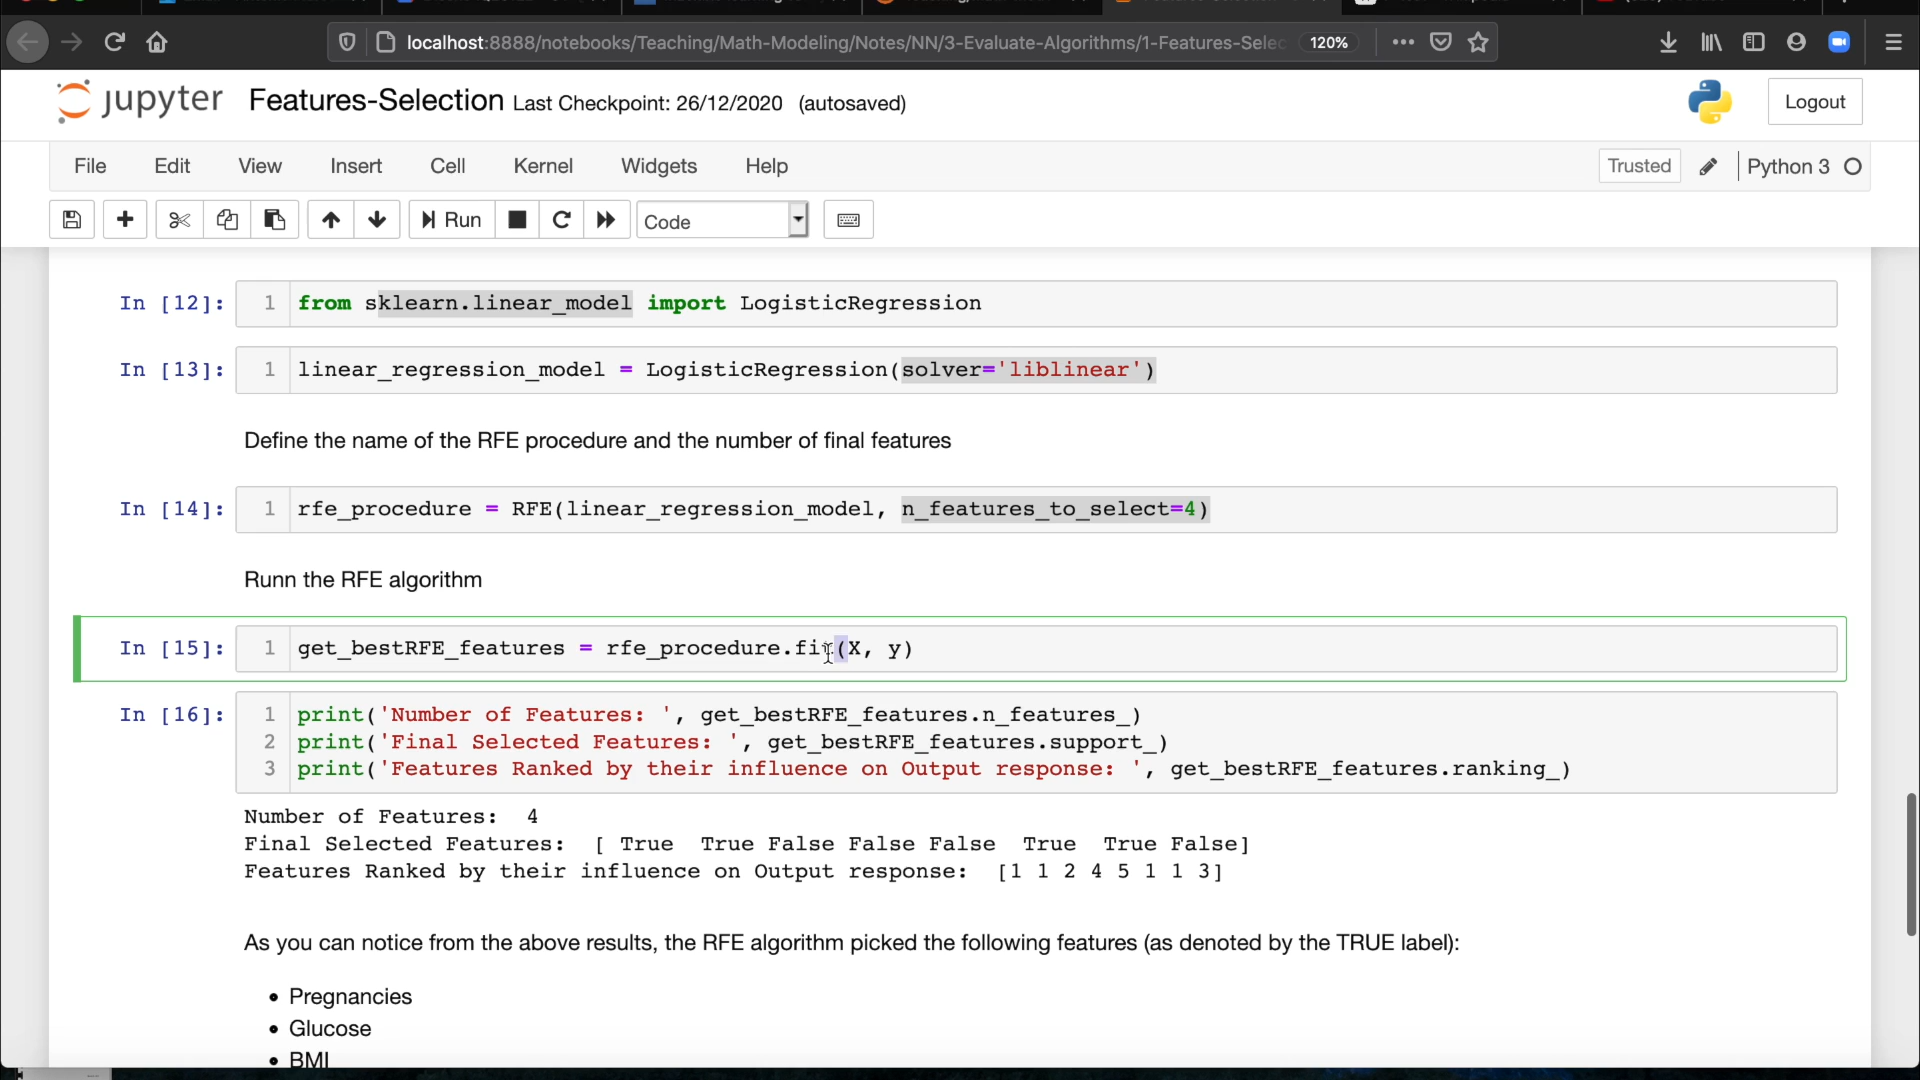 localhost:8888/notebooks/Teaching/Math-Modeling/Notes/NN/3-Evaluate-Algorithms/1-Features-Selec 120%
jupyter Features-Selection Last Checkpoint: 26/12/2020 (autosaved) Logout
File Edit View Insert Cell Kernel Widgets Help Trusted Python 3
Run Code
In [12]: 1 from sklearn.linear_model import LogisticRegression
In [13]: 1 linear_regression_model = LogisticRegression(solver='liblinear')
Define the name of the RFE procedure and the number of final features
In [14]: 1 rfe_procedure = RFE(linear_regression_model, n_features_to_select=4)
Runn the RFE algorithm
In [15]: 1 get_bestRFE_features = rfe_procedure.fit(X, y)
In [16]: 1 print('Number of Features: ', get_bestRFE_features.n_features_)
2 print('Final Selected Features: ', get_bestRFE_features.support_)
3 print('Features Ranked by their influence on Output response: ', get_bestRFE_features.ranking_)
Number of Features:  4
Final Selected Features:  [ True  True False False False  True  True False]
Features Ranked by their influence on Output response:  [1 1 2 4 5 1 1 3]
As you can notice from the above results, the RFE algorithm picked the following features (as denoted by the TRUE label):
• Pregnancies
• Glucose
• BMI